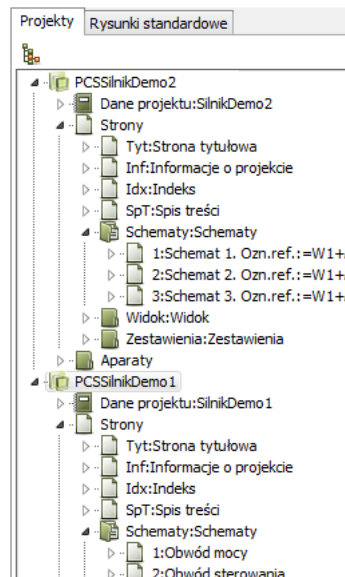 Projekty Rysunki standardowe
PCSSilnikDemo2
Dane projektu:SilnikDemo2
Strony
Tyt:Strona tytułowa
Inf:Informacje o projekcie
Idx:Indeks
SpT:Spis treści
Schematy:Schematy
1:Schemat 1. Ozn.ref.:=W1+
2:Schemat 2. Ozn.ref.:=W1+
3:Schemat 3. Ozn.ref.:=W1+
Widok:Widok
Zestawienia:Zestawienia
Aparaty
PCSSilnikDemo1
Dane projektu:SilnikDemo1
Strony
Tyt:Strona tytułowa
Inf:Informacje o projekcie
Idx:Indeks
SpT:Spis treści
Schematy:Schematy
1:Obwód mocy
2:Obwód sterowania